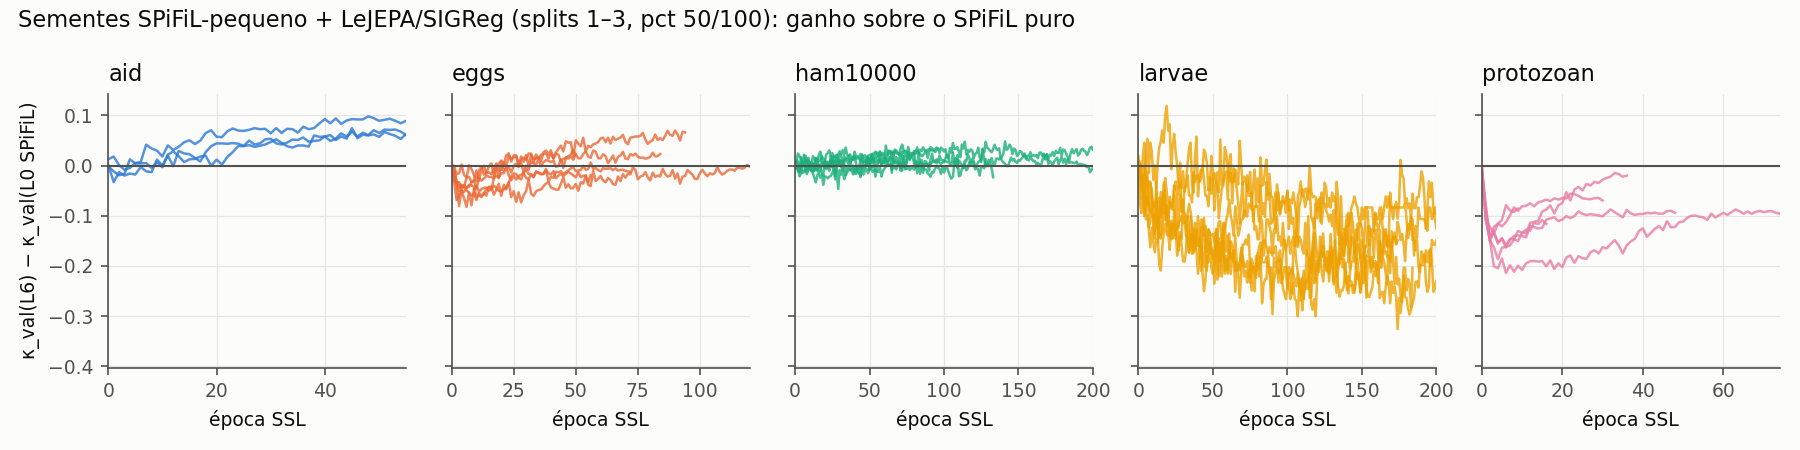 Sementes SPiFiL-pequeno + LeJEPA/SIGReg (splits 1–3, pct 50/100): ganho sobre o SPiFiL puro
aid
eggs
ham10000
larvae
protozoan
κ_val(L6) − κ_val(L0 SPiFiL)
0.1
0.0
−0.1
−0.2
−0.3
−0.4
0 20 40
0 25 50 75 100
0 50 100 150 200
0 50 100 150 200
0 20 40 60
época SSL
época SSL
época SSL
época SSL
época SSL